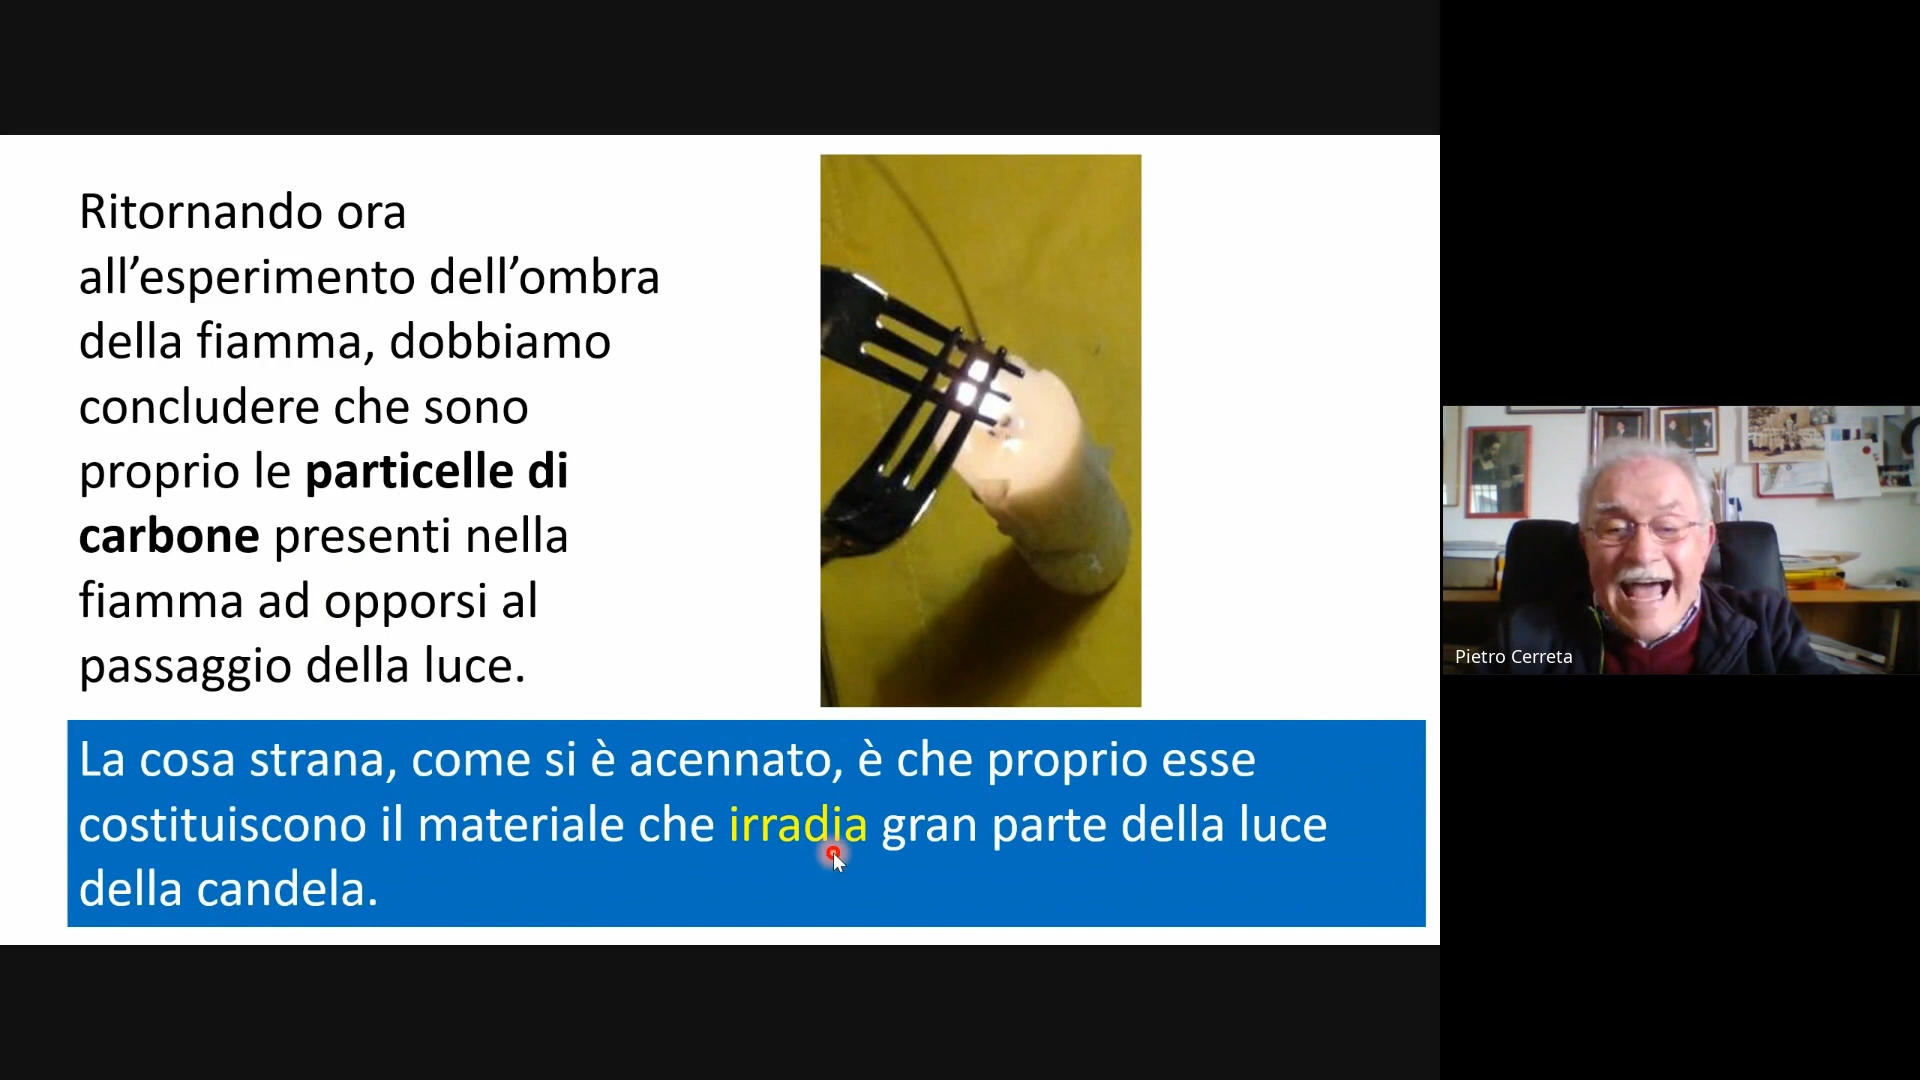 Ritornando ora
all’esperimento dell’ombra
della fiamma, dobbiamo
concludere che sono
proprio le particelle di
carbone presenti nella
fiamma ad opporsi al
passaggio della luce.
La cosa strana, come si è acennato, è che proprio esse
costituiscono il materiale che irradia gran parte della luce
della candela.
Pietro Cerreta